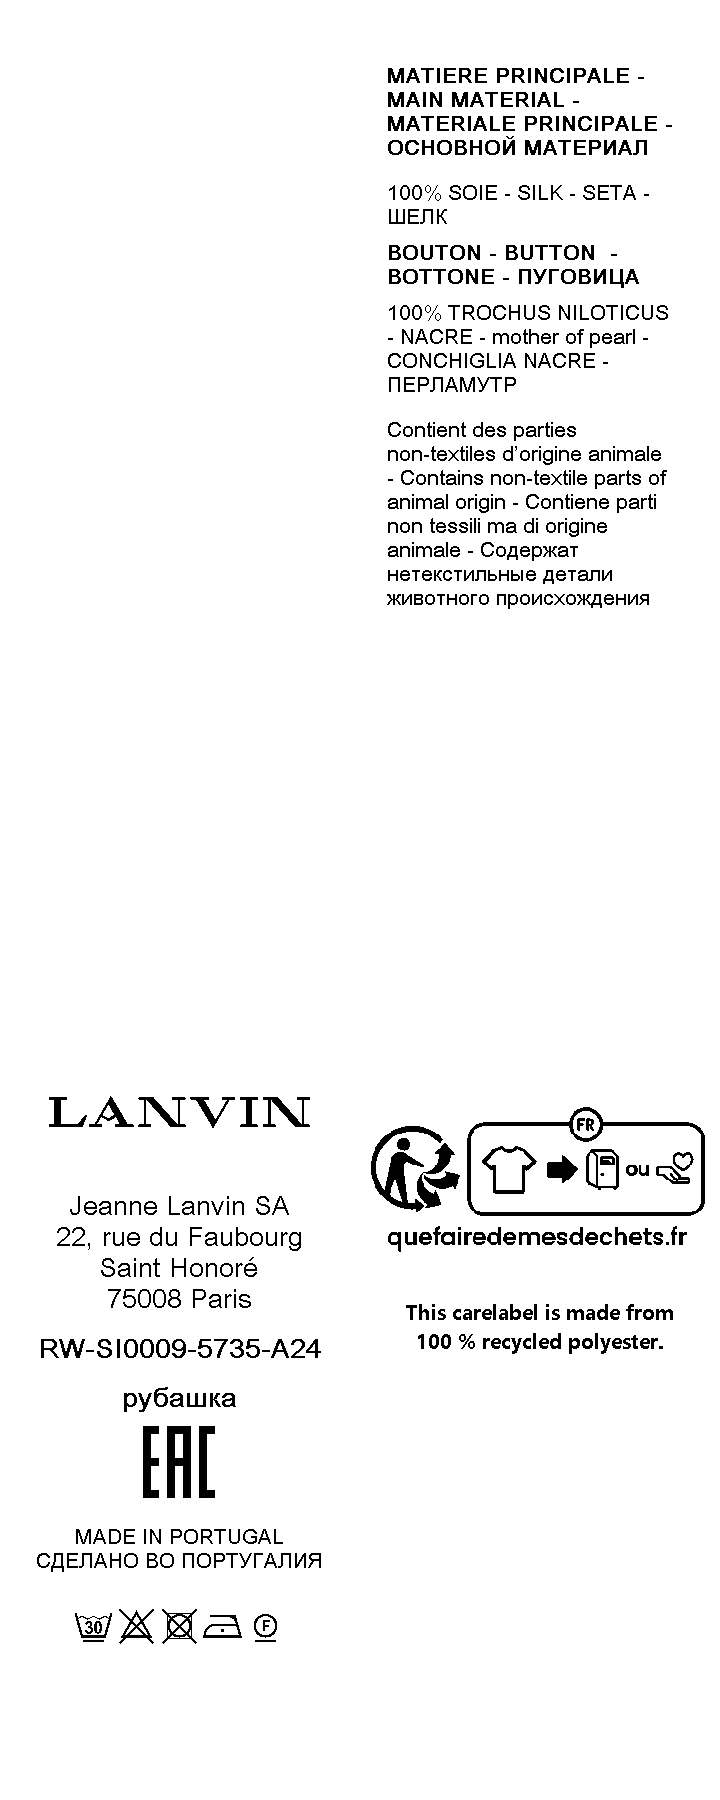 MATIERE PRINCIPALE -
MAIN MATERIAL -
MATERIALE PRINCIPALE -
ОСНОВНОЙ МАТЕРИАЛ
100% SOIE - SILK - SETA -
ШЕЛК
BOUTON - BUTTON  -
BOTTONE - ПУГОВИЦА
100% TROCHUS NILOTICUS
- NACRE - mother of pearl -
CONCHIGLIA NACRE -
ПЕРЛАМУТР
Contient des parties
non-textiles d’origine animale
- Contains non-textile parts of
animal origin - Contiene parti
non tessili ma di origine
animale - Содержат
нетекстильные детали
животного происхождения
LANVIN
Jeanne Lanvin SA
22, rue du Faubourg
Saint Honoré
75008 Paris
RW-SI0009-5735-A24
рубашка
EAC
MADE IN PORTUGAL
СДЕЛАНО ВО ПОРТУГАЛИЯ
30
F
FR
ou
quefairedemesdechets.fr
This carelabel is made from
100 % recycled polyester.